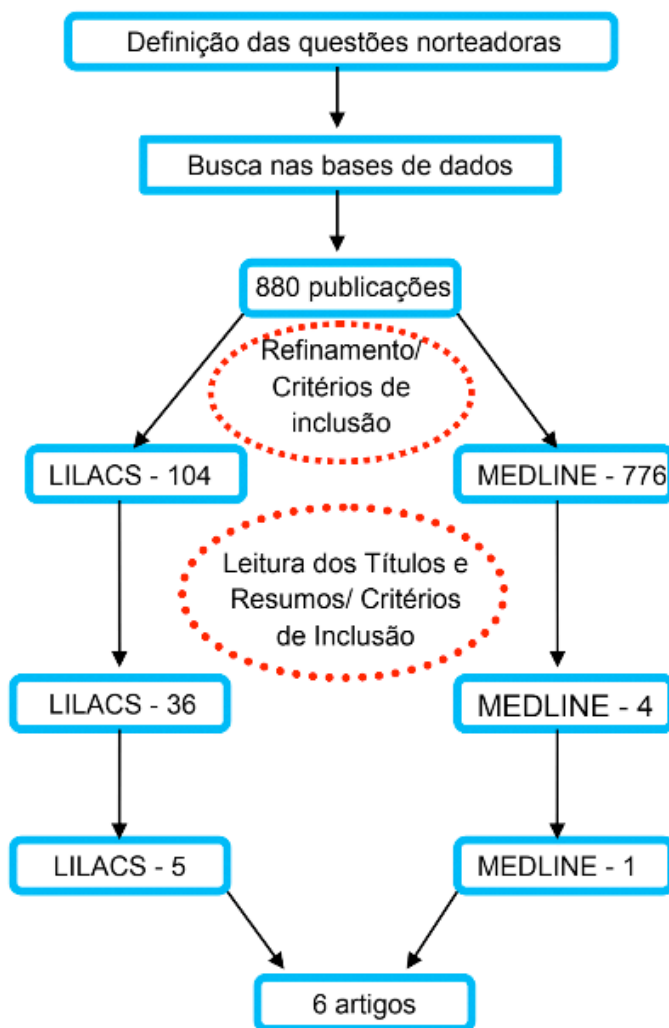 Definição das questões norteadoras
Busca nas bases de dados
880 publicações
Refinamento/
Critérios de
inclusão
LILACS - 104
MEDLINE - 776
Leitura dos Títulos e
Resumos/ Critérios
de Inclusão
LILACS - 36
MEDLINE - 4
LILACS - 5
MEDLINE - 1
6 artigos